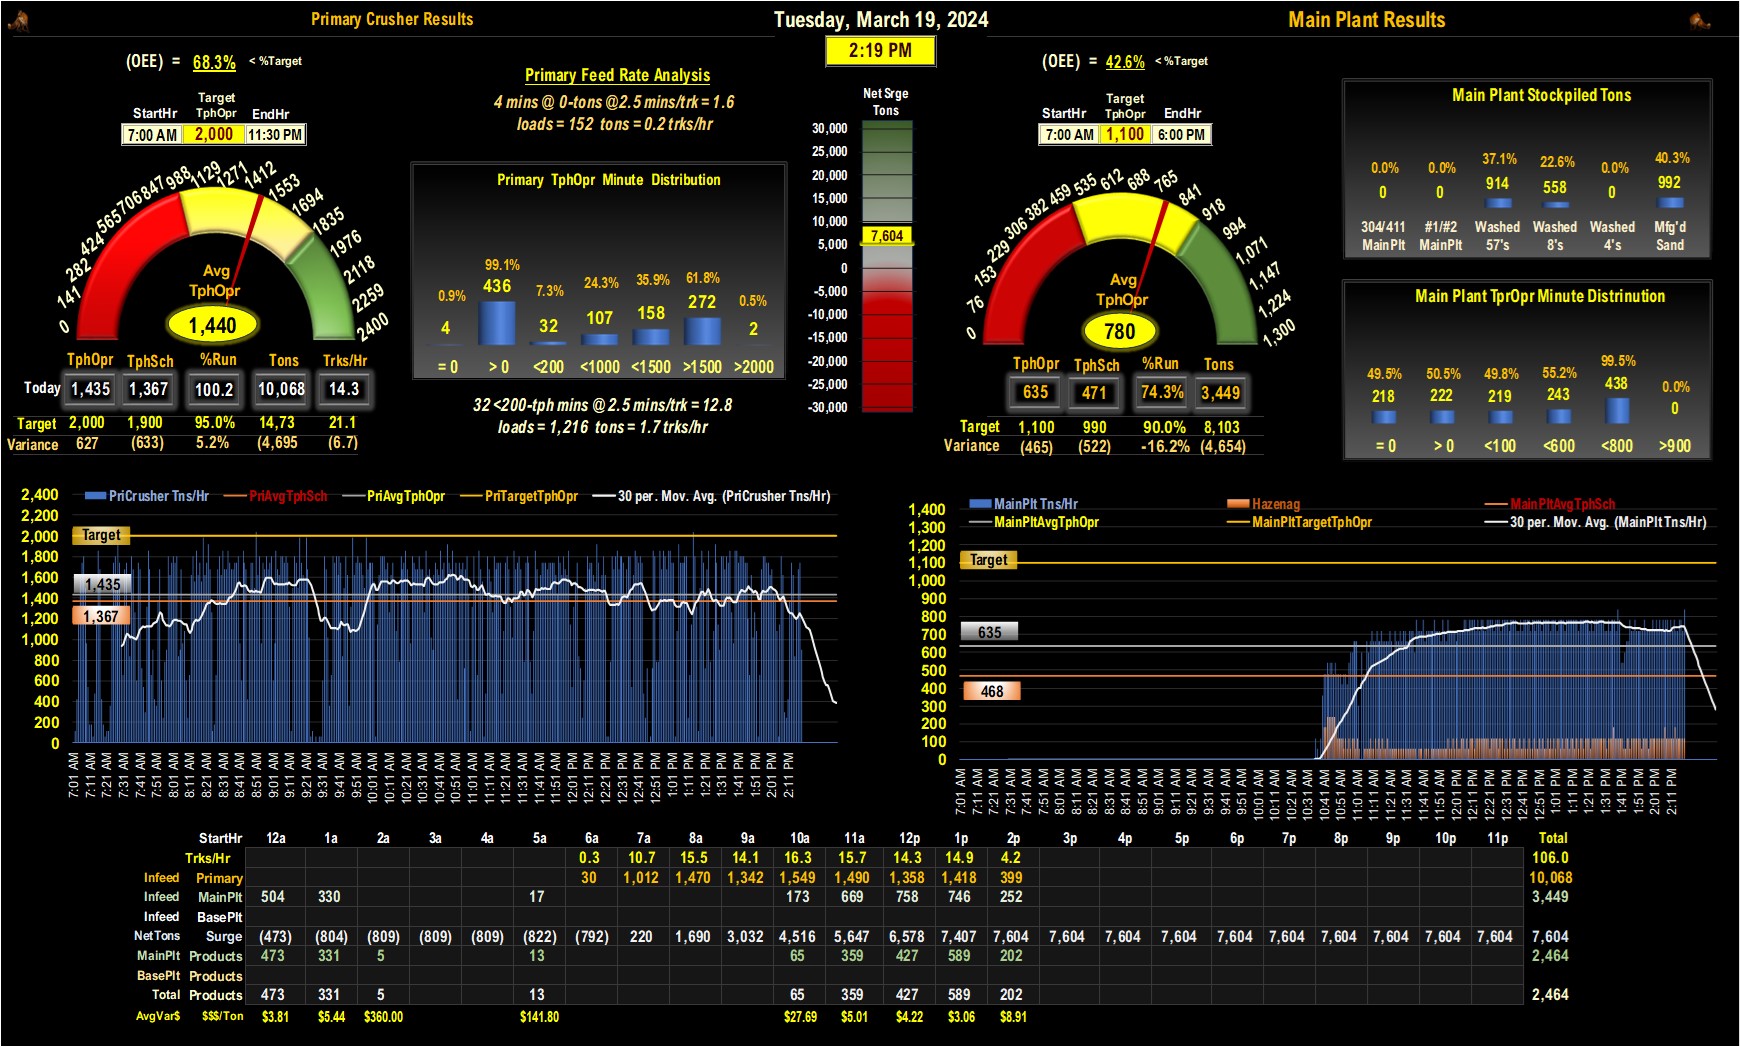 Primary Crusher Results
Tuesday, March 19, 2024
Main Plant Results
2:19 PM
(OEE) = 68.3% < %Target
StartHr Target TphOpr EndHr
7:00 AM 2,000 11:30 PM
0 141 282 424 565 706 847 988 1129 1271 1412 1553 1694 1835 1976 2118 2259 2400
Avg
TphOpr
1,440
TphOpr TphSch %Run Tons Trks/Hr
Today 1,435 1,367 100.2 10,068 14.3
Target 2,000 1,900 95.0% 14,73 21.1
Variance 627 (633) 5.2% (4,695 (6.7)
Primary Feed Rate Analysis
4 mins @ 0-tons @2.5 mins/trk = 1.6
loads = 152 tons = 0.2 trks/hr
Primary TphOpr Minute Distribution
0.9% 99.1% 7.3% 24.3% 35.9% 61.8% 0.5%
4 436 32 107 158 272 2
= 0 > 0 <200 <1000 <1500 >1500 >2000
32 <200-tph mins @ 2.5 mins/trk = 12.8
loads = 1,216 tons = 1.7 trks/hr
Net Srge
Tons
30,000
25,000
20,000
15,000
10,000
7,604
5,000
0
-5,000
-10,000
-15,000
-20,000
-25,000
-30,000
(OEE) = 42.6% < %Target
StartHr Target TphOpr EndHr
7:00 AM 1,100 6:00 PM
0 76 153 229 306 382 459 535 612 688 765 841 918 994 1,071 1,147 1,224 1,300
Avg
TphOpr
780
TphOpr TphSch %Run Tons
635 471 74.3% 3,449
Target 1,100 990 90.0% 8,103
Variance (465) (522) -16.2% (4,654)
Main Plant Stockpiled Tons
0.0% 0.0% 37.1% 22.6% 0.0% 40.3%
0 0 914 558 0 992
304/411 #1/#2 Washed Washed Washed Mfg'd
MainPlt MainPlt 57's 8's 4's Sand
Main Plant TprOpr Minute Distrinution
49.5% 50.5% 49.8% 55.2% 99.5% 0.0%
218 222 219 243 438 0
= 0 > 0 <100 <600 <800 >900
PriCrusher Tns/Hr PriAvgTphSch PriAvgTphOpr PriTargetTphOpr 30 per. Mov. Avg. (PriCrusher Tns/Hr)
2,400
2,200
2,000
1,800
1,600
1,400
1,200
1,000
800
600
400
200
0
Target
1,435
1,367
7:01 AM 7:11 AM 7:21 AM 7:31 AM 7:41 AM 7:51 AM 8:01 AM 8:11 AM 8:21 AM 8:31 AM 8:41 AM 8:51 AM 9:01 AM 9:11 AM 9:21 AM 9:31 AM 9:41 AM 9:51 AM 10:01 AM 10:11 AM 10:21 AM 10:31 AM 10:41 AM 10:51 AM 11:01 AM 11:11 AM 11:21 AM 11:31 AM 11:41 AM 11:51 AM 12:01 PM 12:11 PM 12:21 PM 12:31 PM 12:41 PM 12:51 PM 1:01 PM 1:11 PM 1:21 PM 1:31 PM 1:41 PM 1:51 PM 2:01 PM 2:11 PM
MainPlt Tns/Hr Hazenag MainPltAvgTphSch
MainPltAvgTphOpr MainPltTargetTphOpr 30 per. Mov. Avg. (MainPlt Tns/Hr)
1,400
1,300
1,200
1,100
1,000
900
800
700
600
500
400
300
200
100
0
Target
635
468
7:01 AM 7:11 AM 7:21 AM 7:31 AM 7:41 AM 7:51 AM 8:01 AM 8:11 AM 8:21 AM 8:31 AM 8:41 AM 8:51 AM 9:01 AM 9:11 AM 9:21 AM 9:31 AM 9:41 AM 9:51 AM 10:01 AM 10:11 AM 10:21 AM 10:31 AM 10:41 AM 10:51 AM 11:01 AM 11:11 AM 11:21 AM 11:31 AM 11:41 AM 11:51 AM 12:01 PM 12:11 PM 12:21 PM 12:31 PM 12:41 PM 12:51 PM 1:01 PM 1:11 PM 1:21 PM 1:31 PM 1:41 PM 1:51 PM 2:01 PM 2:11 PM
StartHr 12a 1a 2a 3a 4a 5a 6a 7a 8a 9a 10a 11a 12p 1p 2p 3p 4p 5p 6p 7p 8p 9p 10p 11p Total
Trks/Hr 0.3 10.7 15.5 14.1 16.3 15.7 14.3 14.9 4.2 106.0
Infeed Primary 30 1,012 1,470 1,342 1,549 1,490 1,358 1,418 399 10,068
Infeed MainPlt 504 330 17 173 669 758 746 252 3,449
Infeed BasePlt
NetTons Surge (473) (804) (809) (809) (809) (822) (792) 220 1,690 3,032 4,516 5,647 6,578 7,407 7,604 7,604 7,604 7,604 7,604 7,604 7,604 7,604 7,604 7,604 7,604
MainPlt Products 473 331 5 13 65 359 427 589 202 2,464
BasePlt Products
Total Products 473 331 5 13 65 359 427 589 202 2,464
AvgVar$ $$$/Ton $3.81 $5.44 $360.00 $141.80 $27.69 $5.01 $4.22 $3.06 $8.91